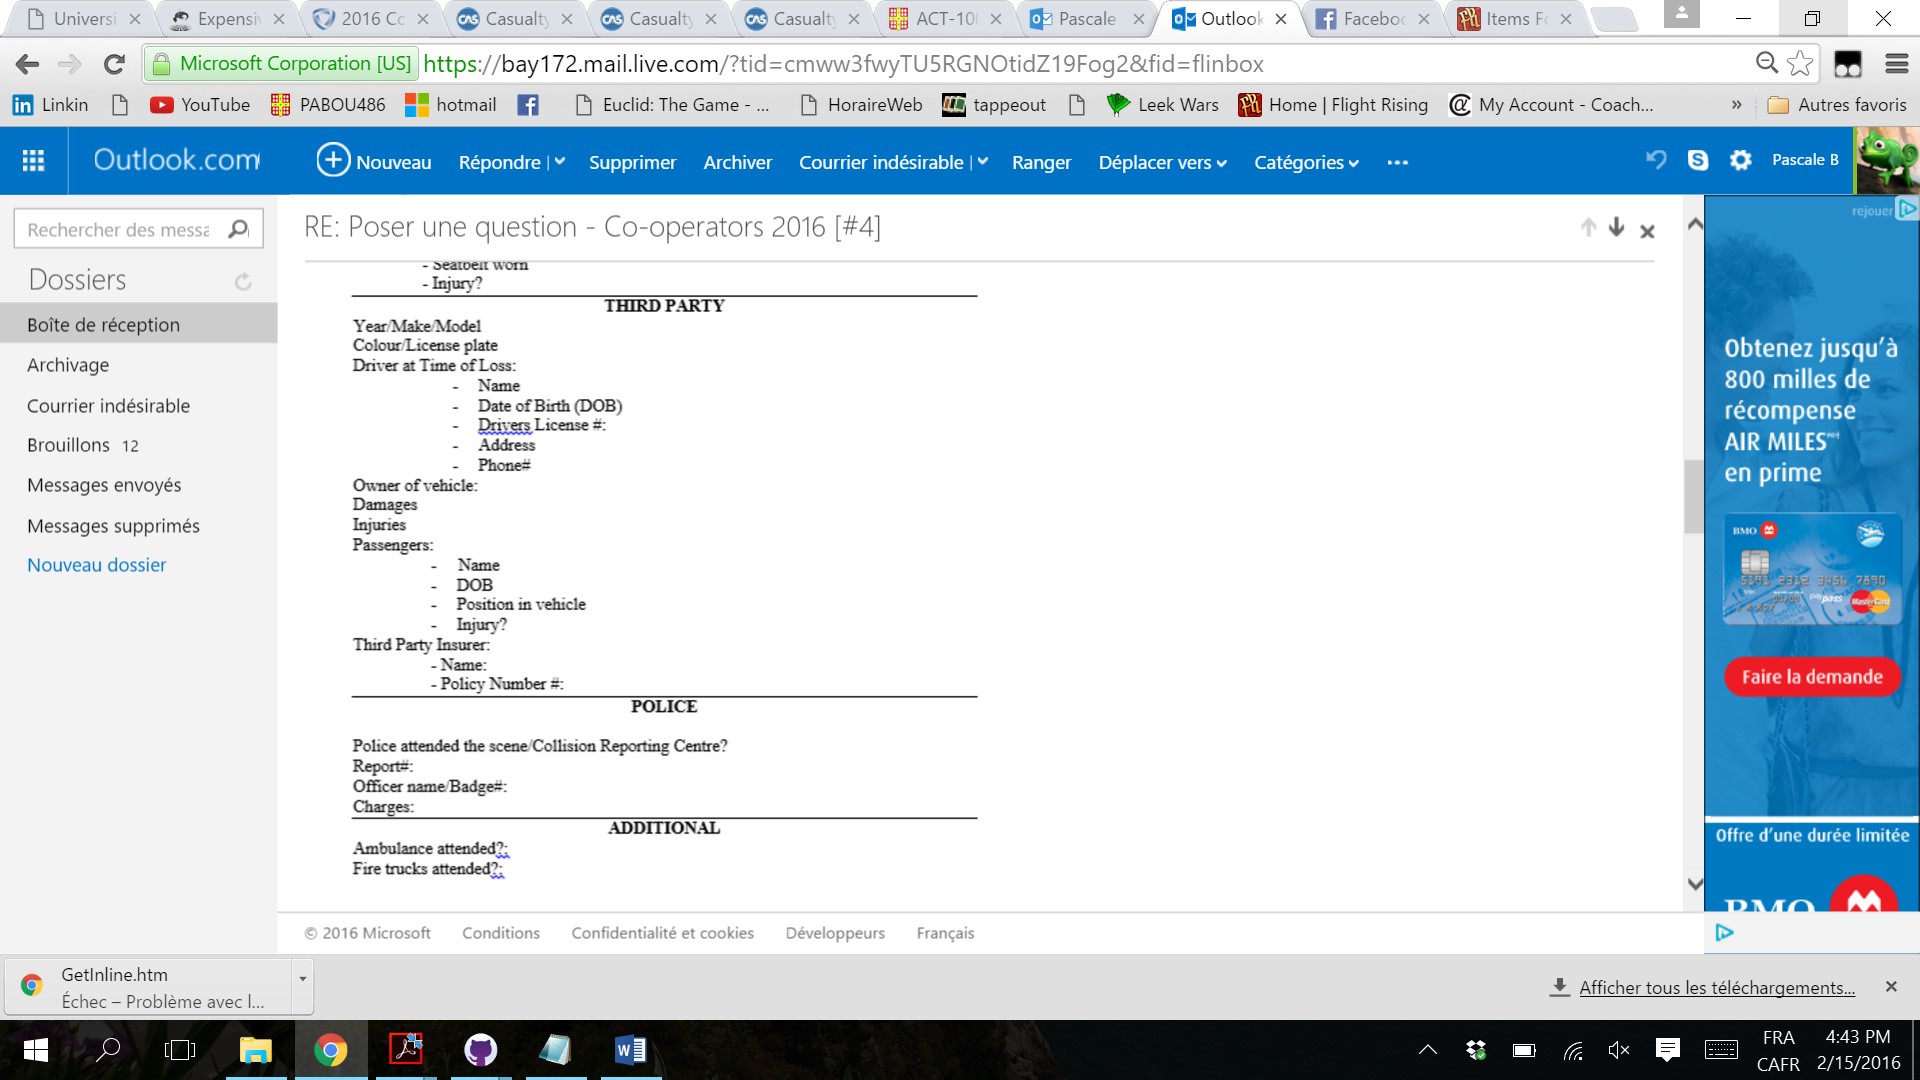 Universi
Expensiv
2016 Co
Casualty
Casualty
Casualty
ACT-10
Pascale
Outlook
Faceboo
Items Fo
Microsoft Corporation [US]
https://bay172.mail.live.com/?tid=cmww3fwyTU5RGNOtidZ19Fog2&fid=flinbox
Linkin
YouTube
PABOU486
hotmail
Euclid: The Game - ...
HoraireWeb
tappeout
Leek Wars
Home | Flight Rising
My Account - Coach...
»
Autres favoris
Outlook.com
Nouveau
Répondre |
Supprimer
Archiver
Courrier indésirable |
Ranger
Déplacer vers
Catégories
•••
Pascale B
Rechercher des messa
Dossiers
Boîte de réception
Archivage
Courrier indésirable
Brouillons 12
Messages envoyés
Messages supprimés
Nouveau dossier
RE: Poser une question - Co-operators 2016 [#4]
- Seatbelt worn
- Injury?
THIRD PARTY
Year/Make/Model
Colour/License plate
Driver at Time of Loss:
- Name
- Date of Birth (DOB)
- Drivers License #:
- Address
- Phone#
Owner of vehicle:
Damages
Injuries
Passengers:
- Name
- DOB
- Position in vehicle
- Injury?
Third Party Insurer:
- Name:
- Policy Number #:
POLICE
Police attended the scene/Collision Reporting Centre?
Report#:
Officer name/Badge#:
Charges:
ADDITIONAL
Ambulance attended?:
Fire trucks attended?:
rejouer
Obtenez jusqu'à
800 milles de
récompense
AIR MILES
en prime
BMO
5191 2312 3456 7890
paypass
MasterCard
Faire la demande
Offre d'une durée limitée
BMO
© 2016 Microsoft
Conditions
Confidentialité et cookies
Développeurs
Français
GetInline.htm
Échec – Problème avec l...
Afficher tous les téléchargements...
FRA
CAFR
4:43 PM
2/15/2016